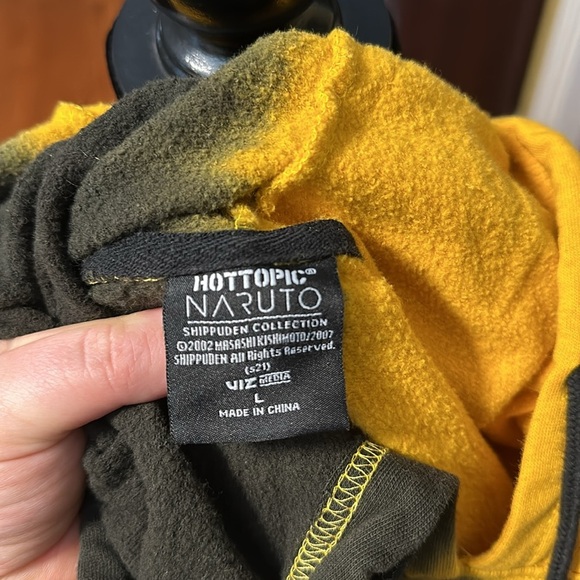 HOTTOPIC®
NARUTO
SHIPPUDEN COLLECTION
©2002 MASASHI KISHIMOTO/2007
SHIPPUDEN All Rights Reserved.
(s21)
VIZ MEDIA
L
MADE IN CHINA